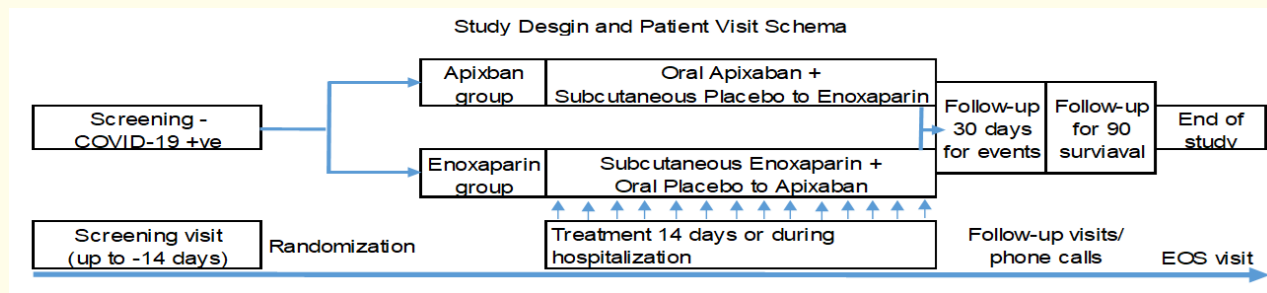 Study Desgin and Patient Visit Schema
Apixban
group
Oral Apixaban +
Subcutaneous Placebo to Enoxaparin
Screening -
COVID-19 +ve
Follow-up
30 days
for events
Follow-up
for 90
surviaval
End of
study
Enoxaparin
group
Subcutaneous Enoxaparin +
Oral Placebo to Apixaban
Screening visit
(up to -14 days)
Randomization
Treatment 14 days or during
hospitalization
Follow-up visits/
phone calls
EOS visit